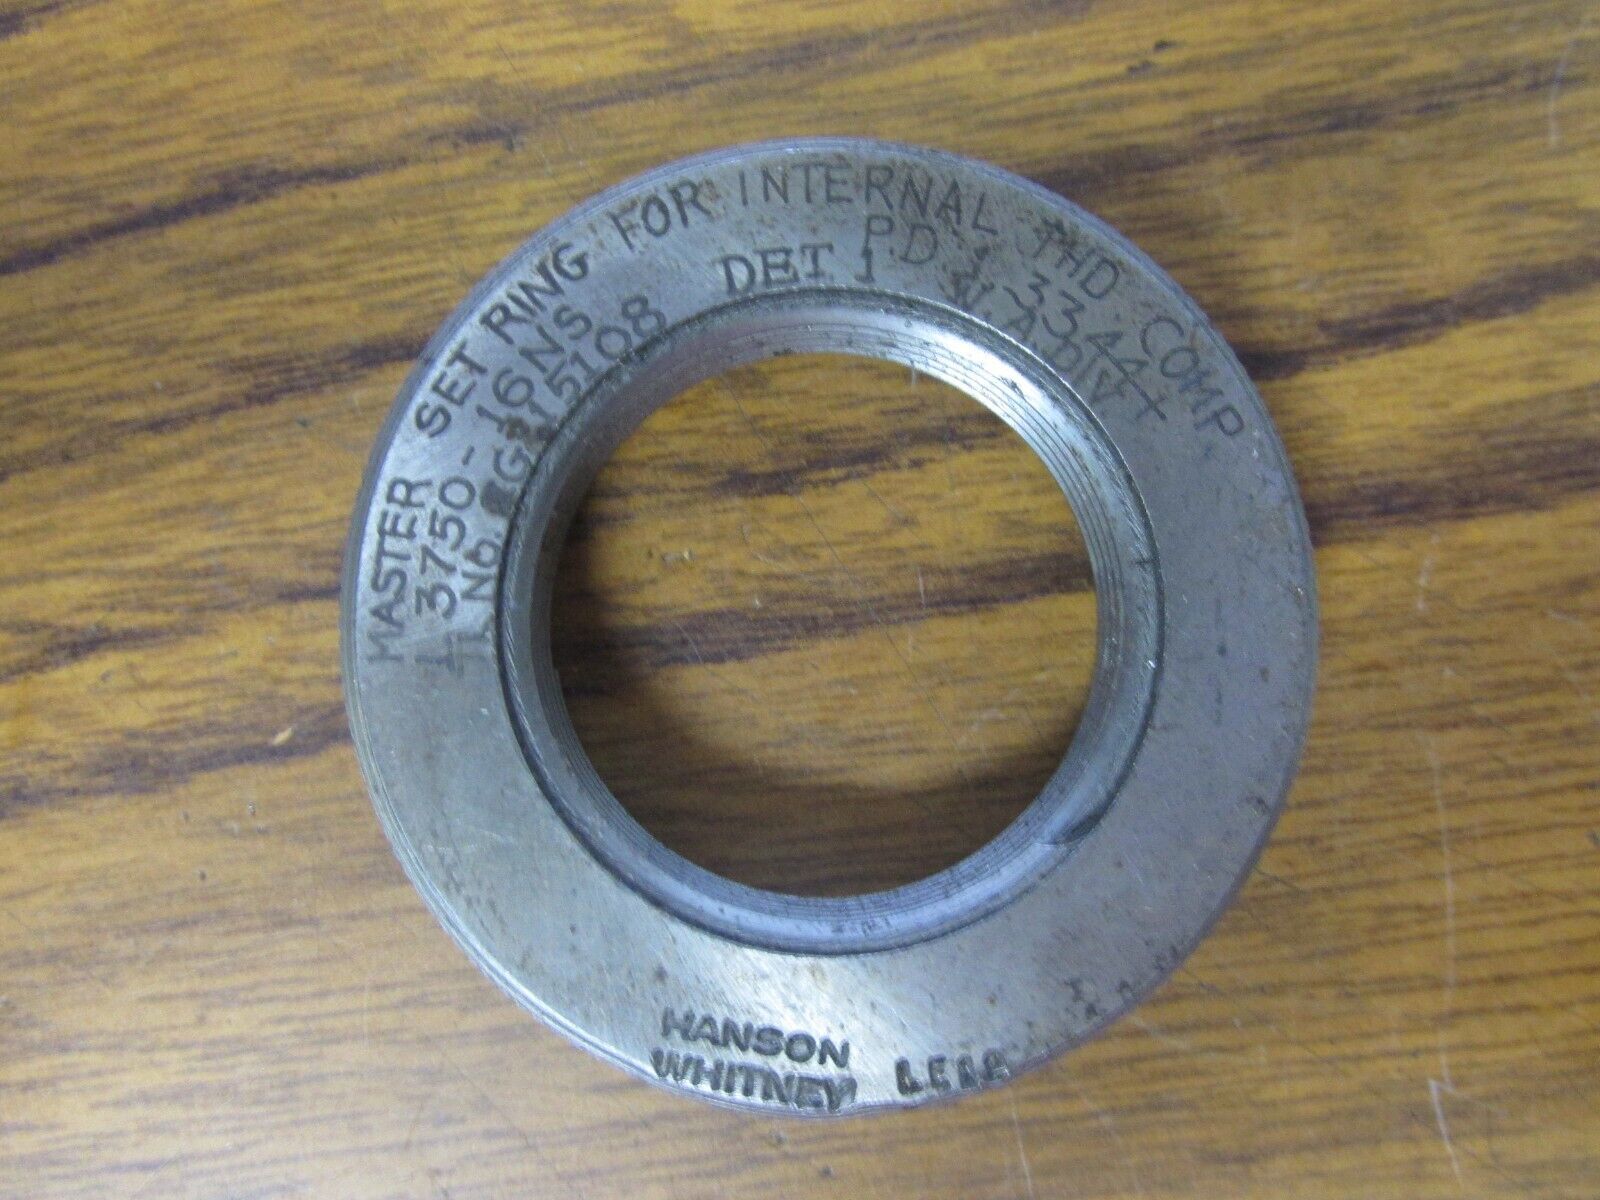 MASTER SET RING FOR INTERNAL THD. COMP.
1.3750-16NS PD 1.3344+
No. 15108 DET 1 W.A.DIV
HANSON
WHITNEY